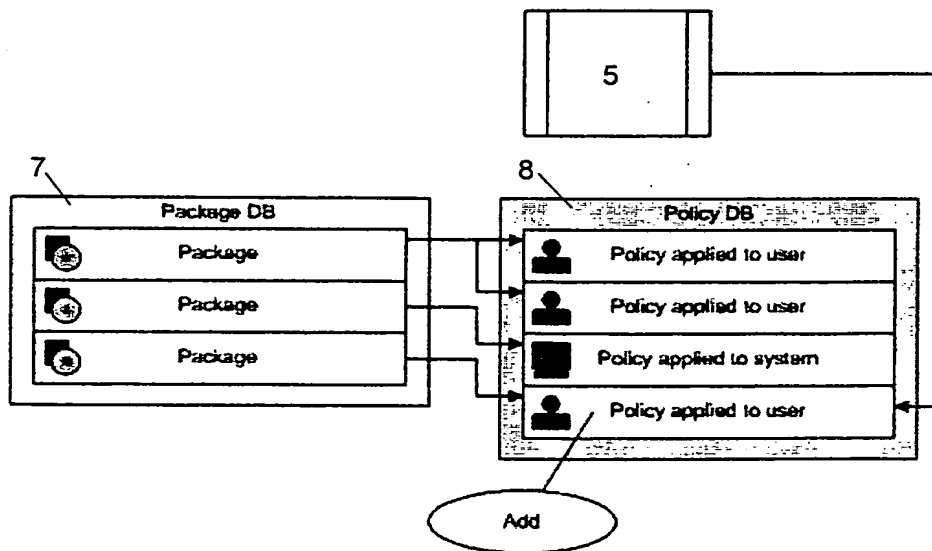 5
7
8
Package DB
Package
Package
Package
Policy DB
Policy applied to user
Policy applied to user
Policy applied to system
Policy applied to user
Add